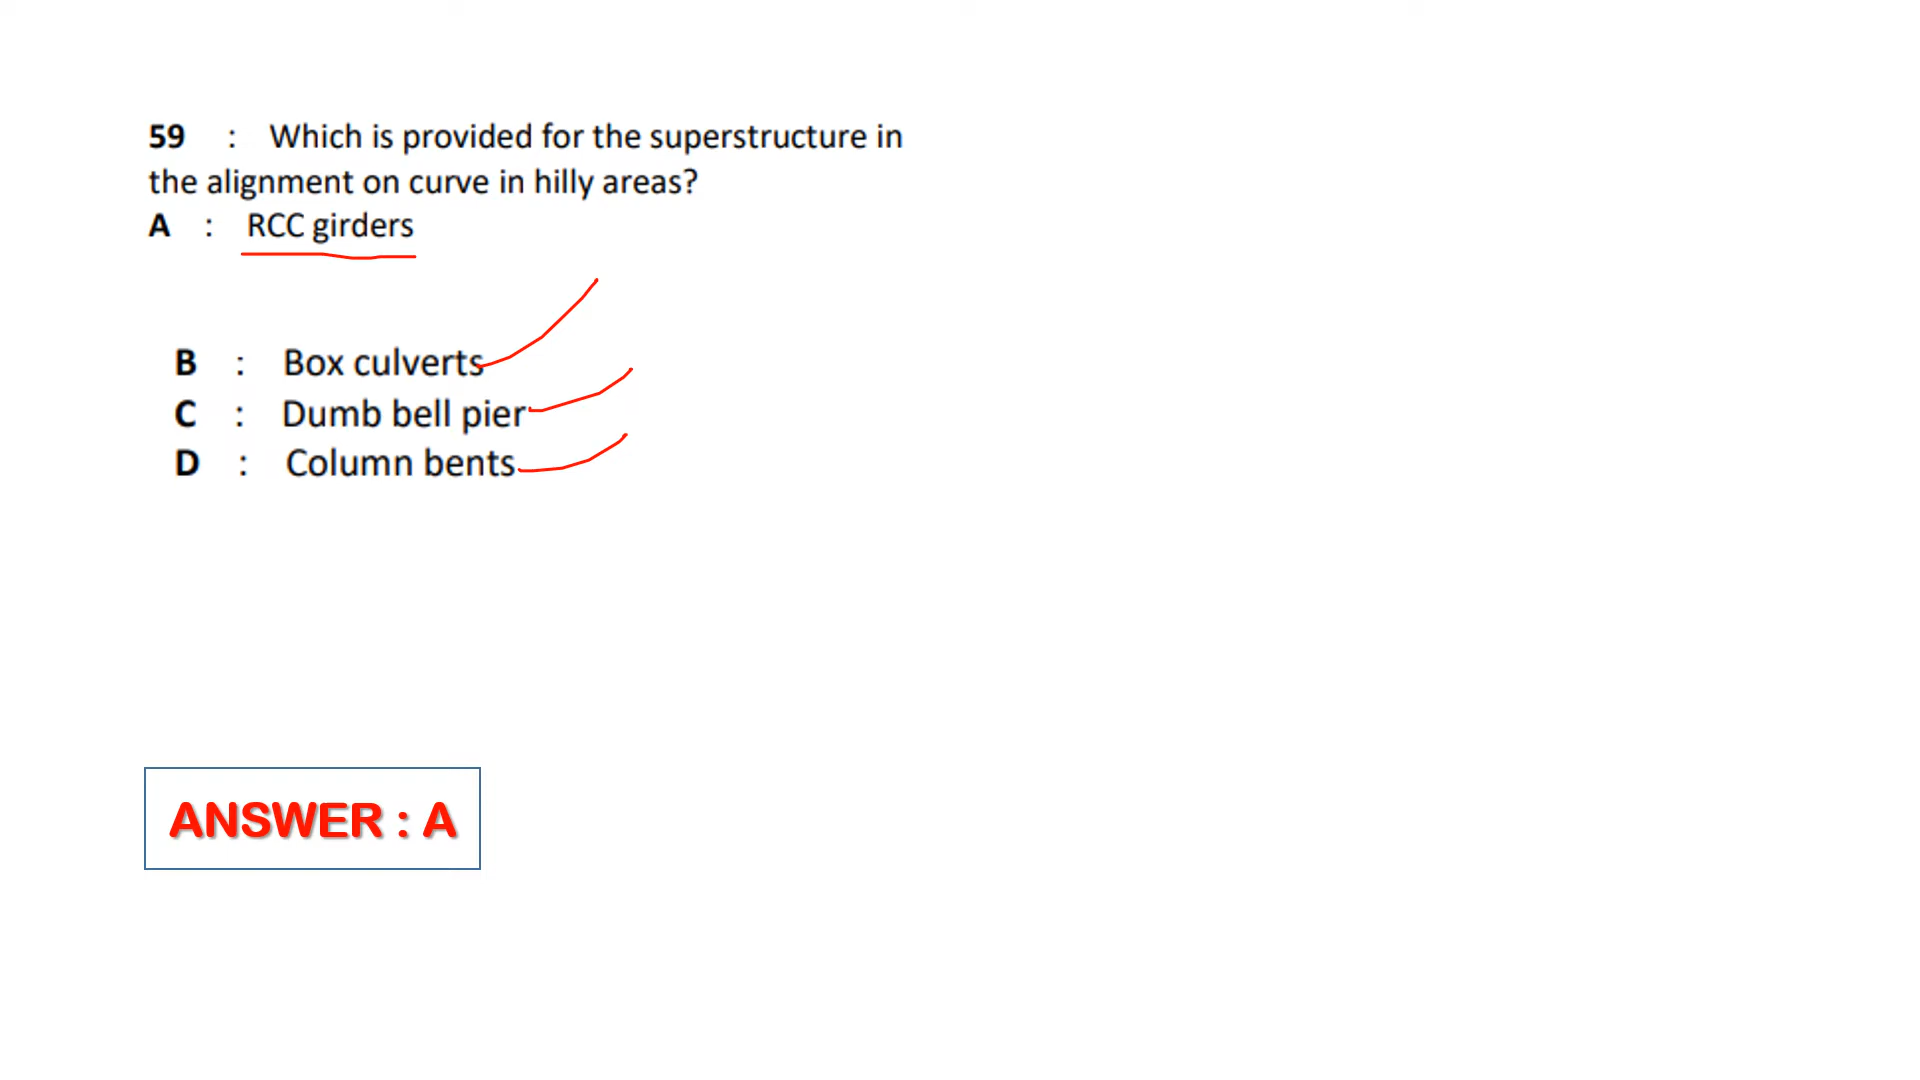 59 : Which is provided for the superstructure in
the alignment on curve in hilly areas?
A : RCC girders
B : Box culverts
C : Dumb bell pier
D : Column bents
ANSWER : A